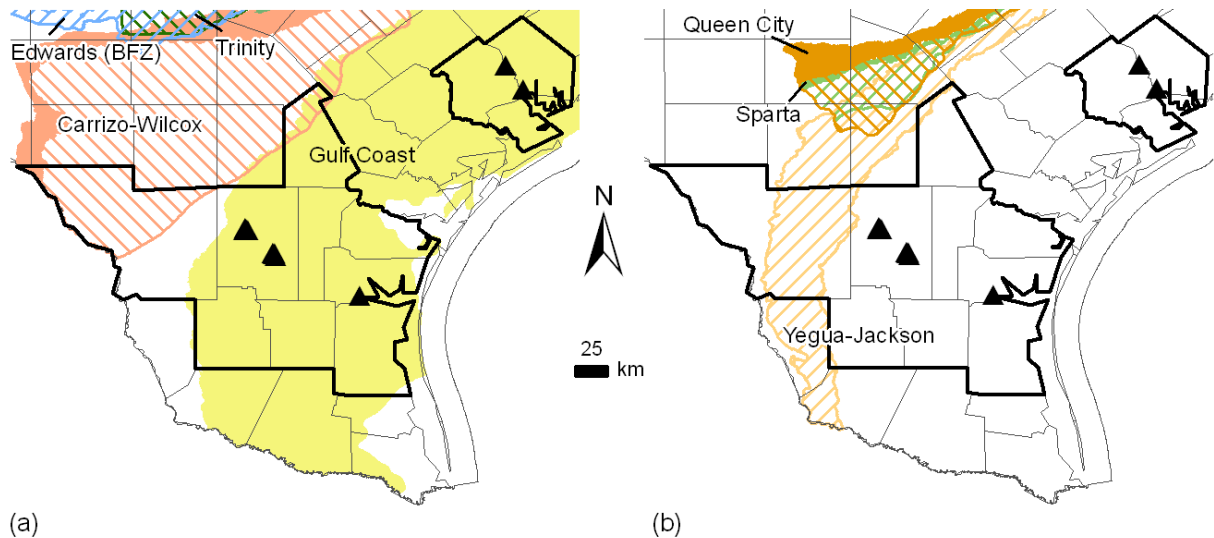 Edwards (BFZ)
Trinity
Carrizo-Wilcox
Gulf Coast
N
25
km
(a)
Queen City
Sparta
Yegua-Jackson
(b)